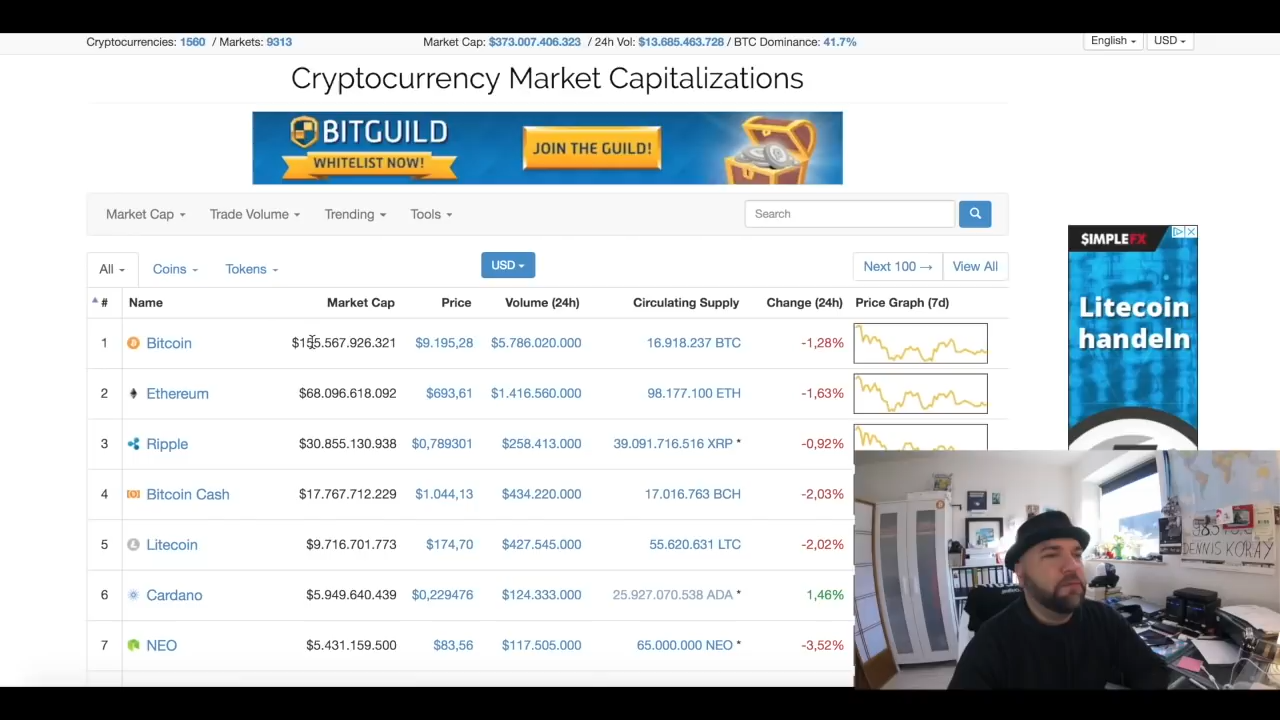 Cryptocurrencies: 1560 / Markets: 9313 Market Cap: $373.007.406.323 / 24h Vol: $13.685.463.728 / BTC Dominance: 41.7% English USD
Cryptocurrency Market Capitalizations
BITGUILD
WHITELIST NOW!
JOIN THE GUILD!
Market Cap Trade Volume Trending Tools Search
$IMPLEFX
Litecoin
handeln
All Coins Tokens USD Next 100 → View All
# Name Market Cap Price Volume (24h) Circulating Supply Change (24h) Price Graph (7d)
1 Bitcoin $155.567.926.321 $9.195,28 $5.786.020.000 16.918.237 BTC -1,28%
2 Ethereum $68.096.618.092 $693,61 $1.416.560.000 98.177.100 ETH -1,63%
3 Ripple $30.855.130.938 $0,789301 $258.413.000 39.091.716.516 XRP * -0,92%
4 Bitcoin Cash $17.767.712.229 $1.044,13 $434.220.000 17.016.763 BCH -2,03%
5 Litecoin $9.716.701.773 $174,70 $427.545.000 55.620.631 LTC -2,02%
6 Cardano $5.949.640.439 $0,229476 $124.333.000 25.927.070.538 ADA * 1,46%
7 NEO $5.431.159.500 $83,56 $117.505.000 65.000.000 NEO * -3,52%
DENNIS KORAY